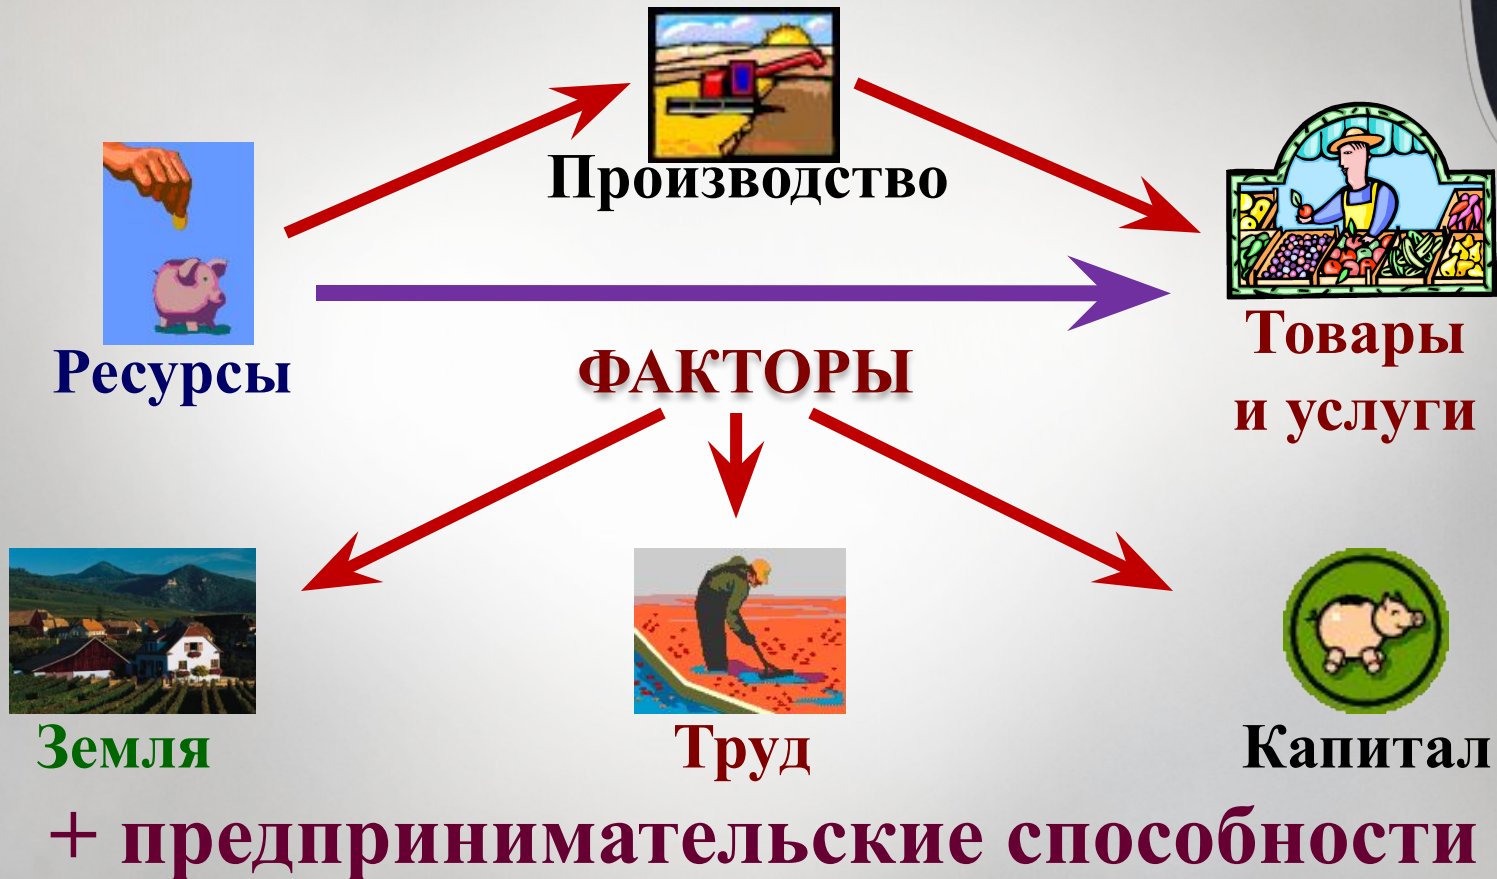 Производство
Ресурсы
ФАКТОРЫ
Товары
и услуги
Земля
Труд
Капитал
+ предпринимательские способности